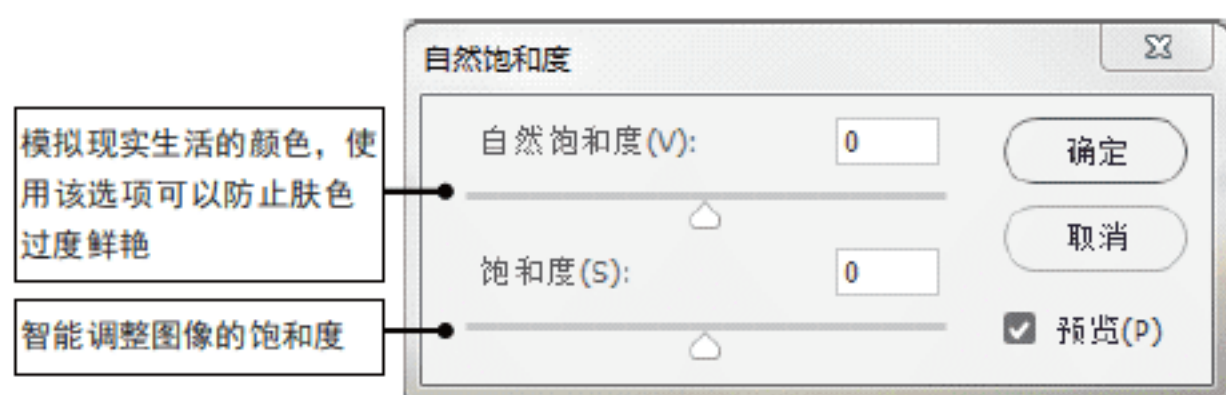 自然饱和度
模拟现实生活的颜色，使
用该选项可以防止肤色
过度鲜艳
自然饱和度(V):
0
确定
取消
饱和度(S):
0
智能调整图像的饱和度
预览(P)